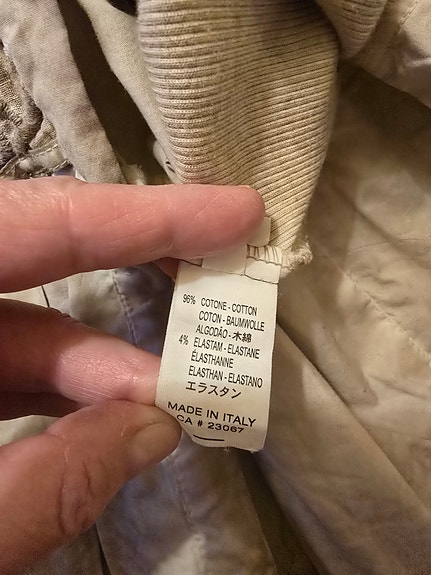 96% COTONE - COTTON
COTON - BAUMWOLLE
ALGODÃO - 木綿
4% ELASTAM - ELASTANE
ÉLASTHANNE
ELASTHAN - ELASTANO
エラスタン
MADE IN ITALY
CA # 23067